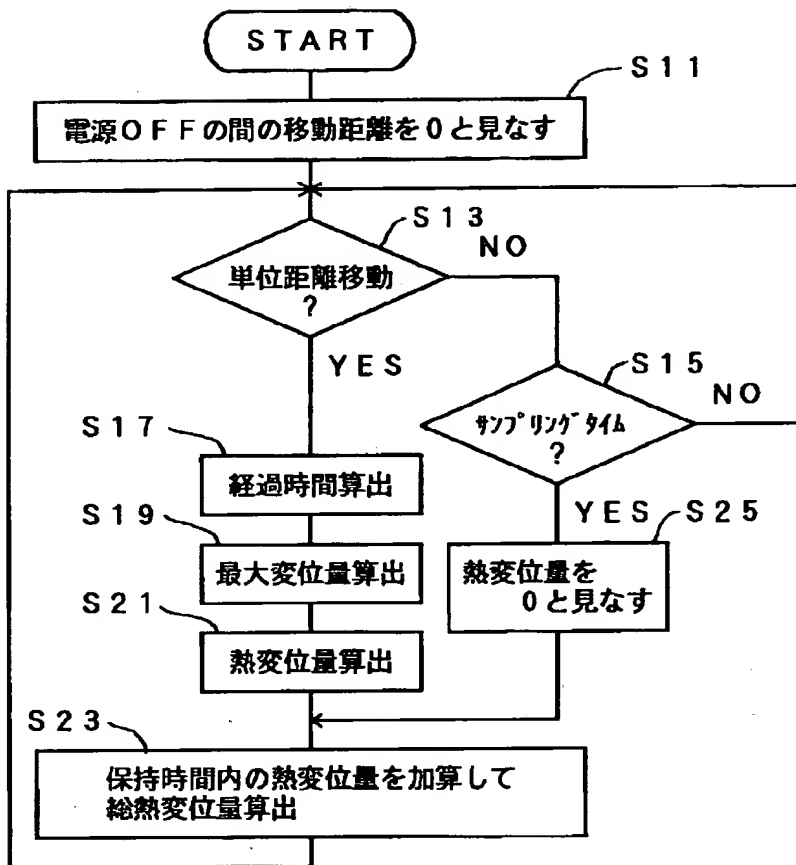 START
S11
電源OFFの間の移動距離を0と見なす
S13
単位距離移動
?
NO
YES
S15
サンプリングタイム
?
NO
S17
経過時間算出
S19
最大変位量算出
S21
熱変位量算出
YES
S25
熱変位量を
0と見なす
S23
保持時間内の熱変位量を加算して
総熱変位量算出